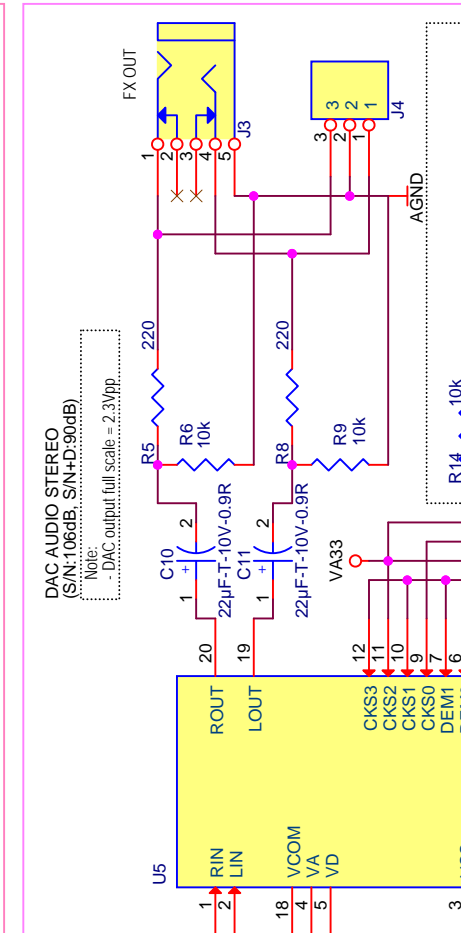 FX OUT
J3
1
2
3
4
5
3
2
1
J4
3
2
1
AGND
220
220
R5
R6
10k
R8
R9
10k
10k
R14
DAC AUDIO STEREO
(S/N:106dB, S/N+D:90dB)
Note:
- DAC output full scale = 2.3Vpp
C10
2
1
22µF-T-10V-0.9R
C11
2
1
22µF-T-10V-0.9R
VA33
20
19
12
11
10
9
7
6
ROUT
LOUT
CKS3
CKS2
CKS1
CKS0
DEM1
U5
RIN
LIN
VCOM
VA
VD
1
2
18
4
5
3